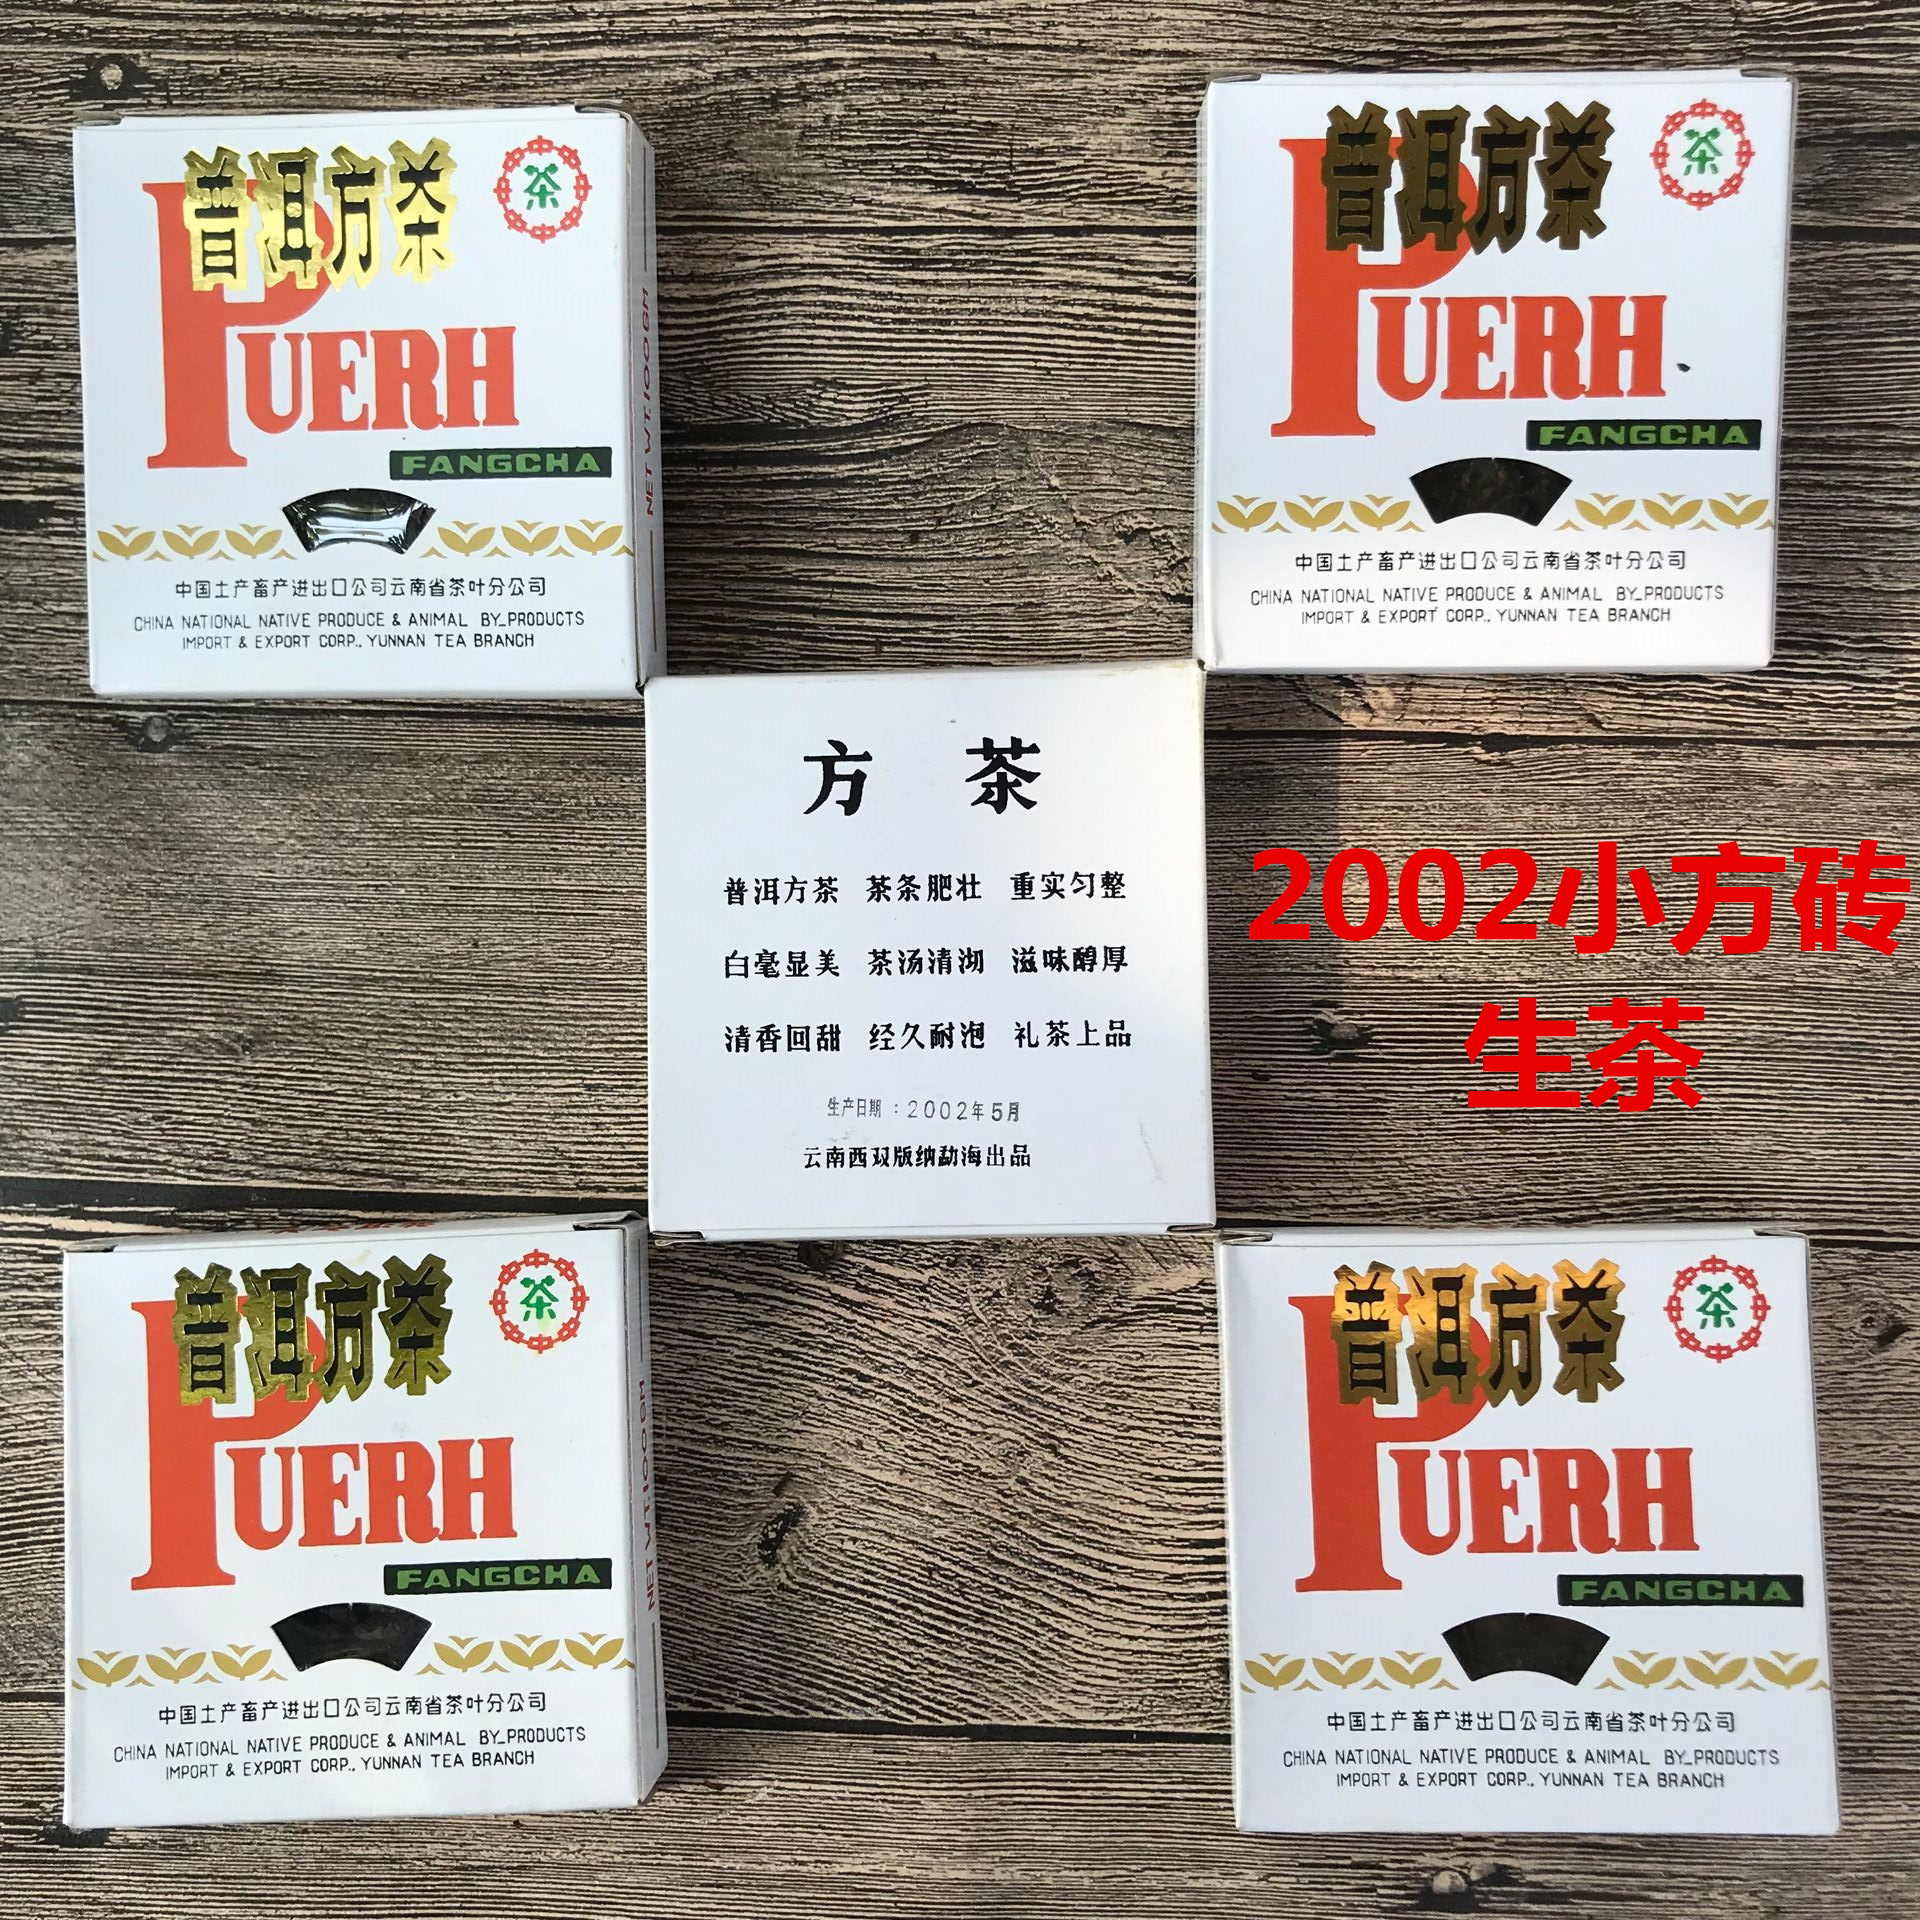 普洱方茶
茶
PUERH
FANGCHA
中国土产畜产进出口公司云南省茶叶分公司
CHINA NATIONAL NATIVE PRODUCE & ANIMAL BY-PRODUCTS
IMPORT & EXPORT CORP., YUNNAN TEA BRANCH
NET WT:100GH
普洱方茶
茶
PUERH
FANGCHA
中国土产畜产进出口公司云南省茶叶分公司
CHINA NATIONAL NATIVE PRODUCE & ANIMAL BY-PRODUCTS
IMPORT & EXPORT CORP., YUNNAN TEA BRANCH
方 茶
普洱方茶 茶条肥壮 重实匀整
白毫显美 茶汤清沏 滋味醇厚
清香回甜 经久耐泡 礼茶上品
生产日期：2002年5月
云南西双版纳勐海出品
2002小方砖
生茶
普洱方茶
茶
PUERH
FANGCHA
中国土产畜产进出口公司云南省茶叶分公司
CHINA NATIONAL NATIVE PRODUCE & ANIMAL BY-PRODUCTS
IMPORT & EXPORT CORP., YUNNAN TEA BRANCH
NET WT:100GH
普洱方茶
茶
PUERH
FANGCHA
中国土产畜产进出口公司云南省茶叶分公司
CHINA NATIONAL NATIVE PRODUCE & ANIMAL BY-PRODUCTS
IMPORT & EXPORT CORP., YUNNAN TEA BRANCH